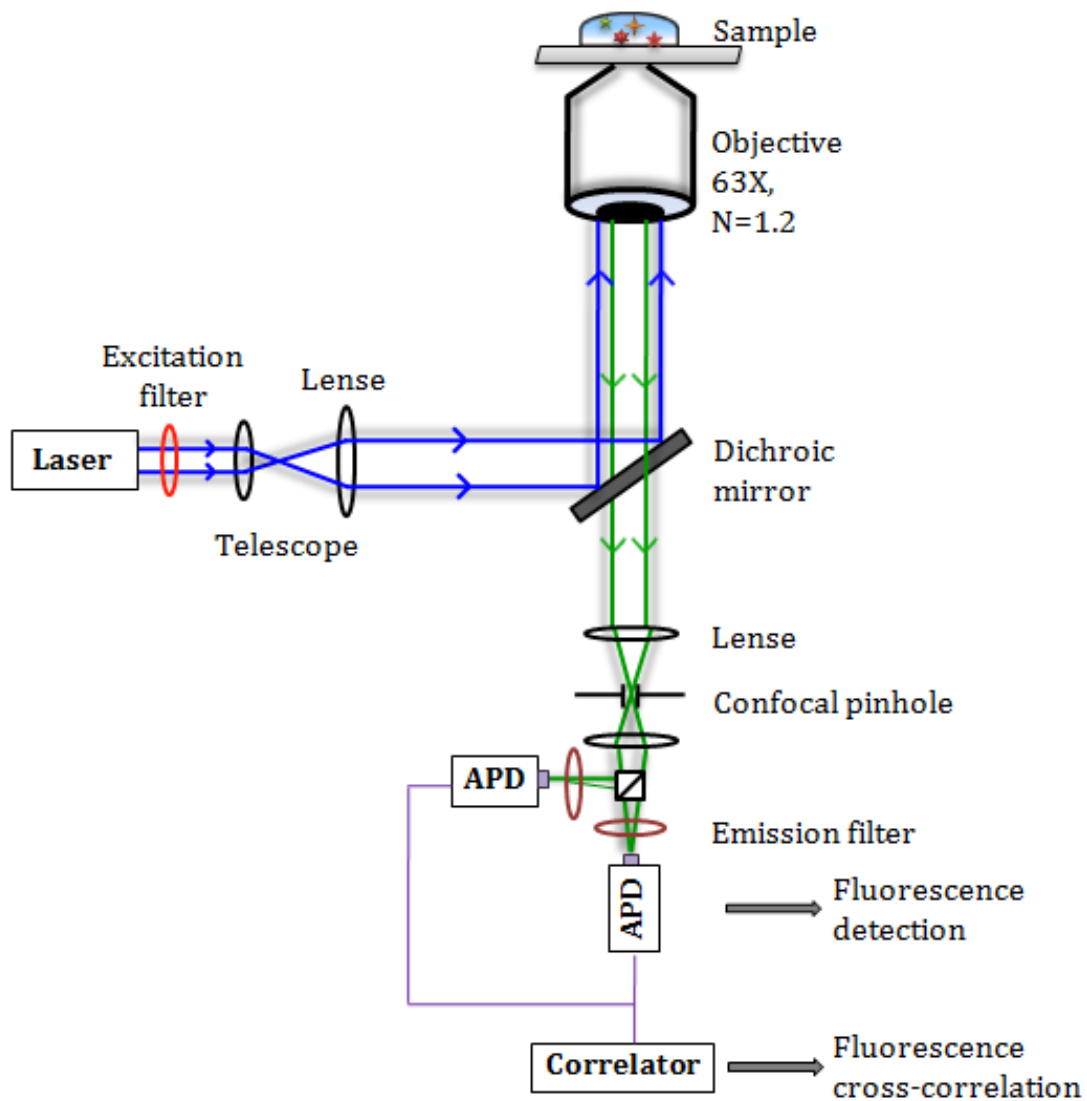 Sample
Objective
63X,
N=1.2
Excitation
filter
Lense
Laser
Dichroic
mirror
Telescope
Lense
Confocal pinhole
APD
Emission filter
APD
Fluorescence
detection
Correlator
Fluorescence
cross-correlation